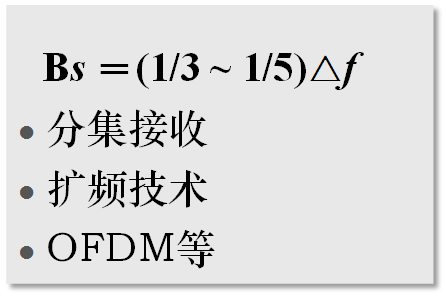 Bs＝(1/3 ~ 1/5)△f
• 分集接收
• 扩频技术
• OFDM等